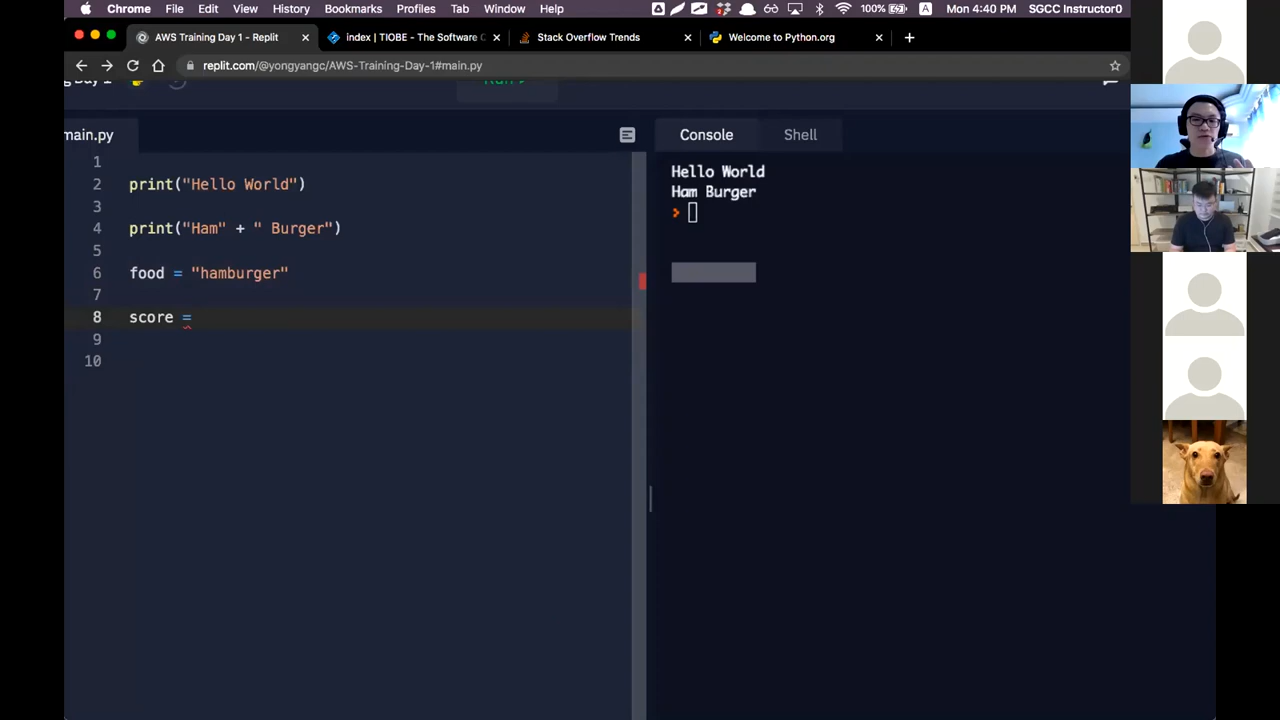 Chrome File Edit View History Bookmarks Profiles Tab Window Help 100% A Mon 4:40 PM SGCC Instructor0
AWS Training Day 1 - Replit index | TIOBE - The Software C Stack Overflow Trends Welcome to Python.org
replit.com/@yongyangc/AWS-Training-Day-1#main.py
g Day 1
main.py Console Shell
1
2 print("Hello World")
3
4 print("Ham" + " Burger")
5
6 food = "hamburger"
7
8 score =
9
10
Hello World
Ham Burger